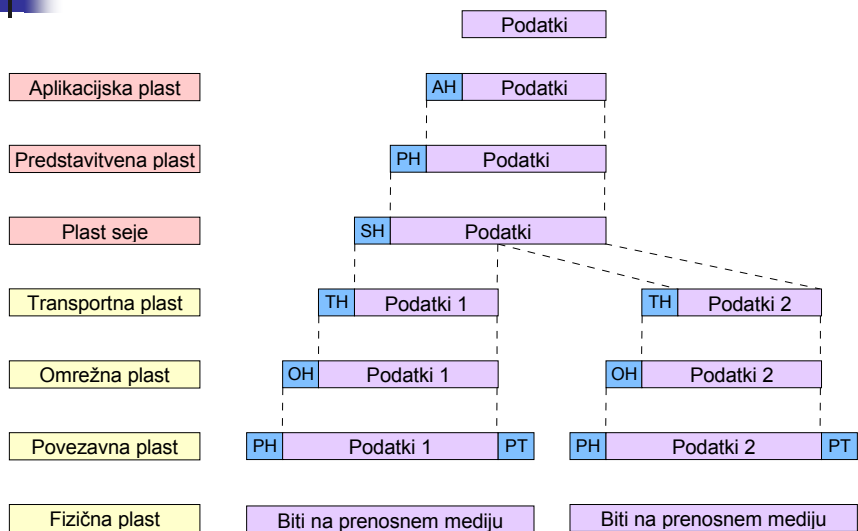 Podatki
Aplikacijska plast
AH Podatki
Predstavitvena plast
PH Podatki
Plast seje
SH Podatki
Transportna plast
TH Podatki 1
TH Podatki 2
Omrežna plast
OH Podatki 1
OH Podatki 2
Povezavna plast
PH Podatki 1 PT
PH Podatki 2 PT
Fizična plast
Biti na prenosnem mediju
Biti na prenosnem mediju